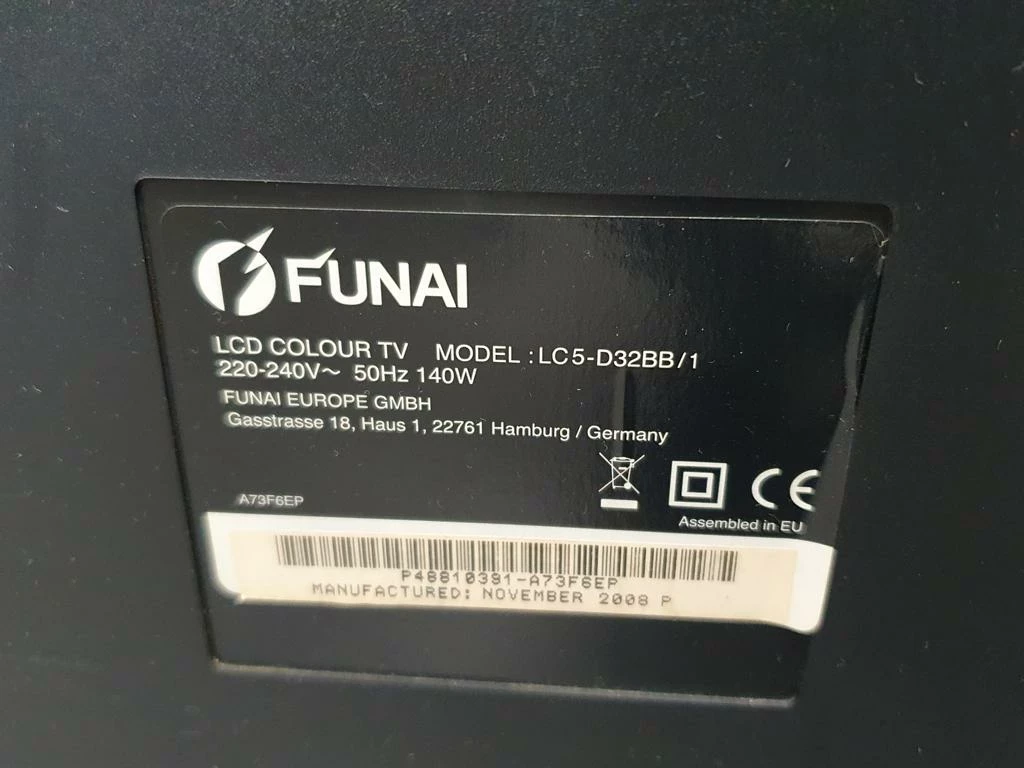 FUNAI
LCD COLOUR TV MODEL : LC5-D32BB/1
220-240V~ 50Hz 140W
FUNAI EUROPE GMBH
Gasstrasse 18, Haus 1, 22761 Hamburg / Germany
CE
A73F6EP
Assembled in EU
P48810391-A73F6EP
MANUFACTURED: NOVEMBER 2008 P